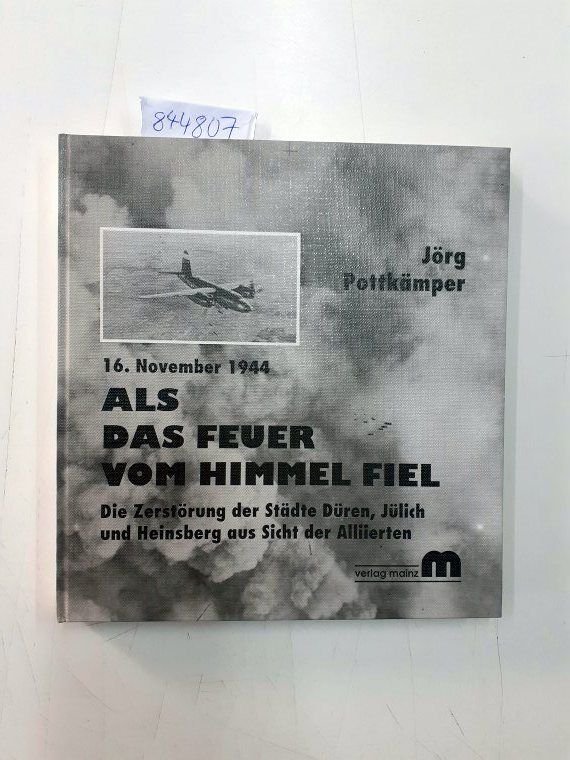 844807
Jörg
Pottkämper
16. November 1944
ALS
DAS FEUER
VOM HIMMEL FIEL
Die Zerstörung der Städte Düren, Jülich
und Heinsberg aus Sicht der Alliierten
verlag mainz m